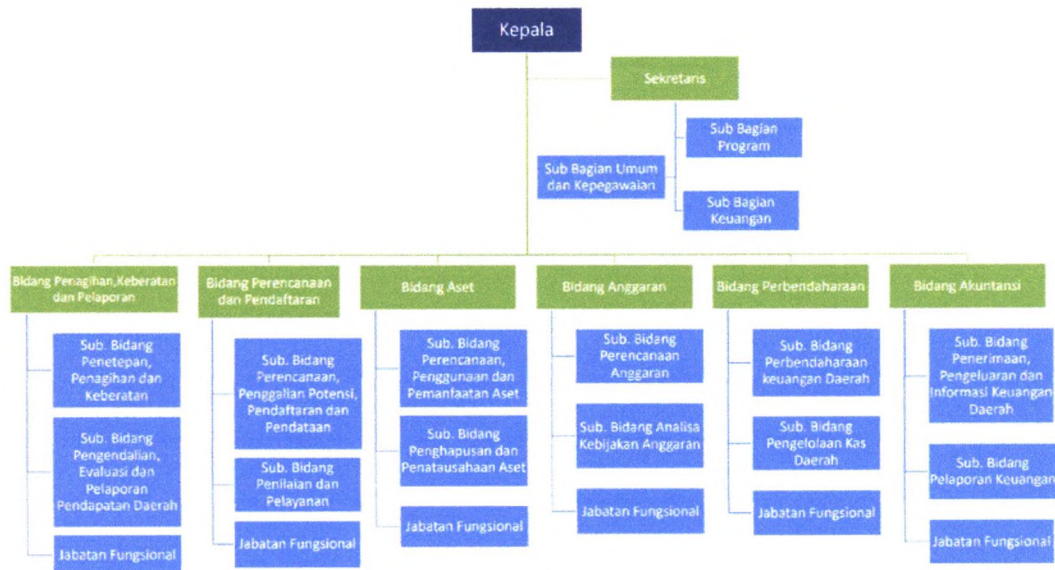 Kepala
Sekretaris
Sub Bagian
Program
Sub Bagian Umum
dan Kepegawaian
Sub Bagian
Keuangan
Bidang Penagihan,Keberatan
dan Pelaporan
Sub. Bidang
Penetepan,
Penagihan dan
Keberatan
Sub. Bidang
Pengendalian,
Evaluasi dan
Pelaporan
Pendapatan Daerah
Jabatan Fungsional
Bidang Perencanaan
dan Pendaftaran
Sub. Bidang
Perencanaan,
Penggalian Potensi,
Pendaftaran dan
Pendataan
Sub. Bidang
Penilaian dan
Pelayanan
Jabatan Fungsional
Bidang Aset
Sub. Bidang
Perencanaan,
Penggunaan dan
Pemanfaatan Aset
Sub. Bidang
Penghapusan dan
Penatausahaan Aset
Jabatan Fungsional
Bidang Anggaran
Sub. Bidang
Perencanaan
Anggaran
Sub. Bidang Analisa
Kebijakan Anggaran
Jabatan Fungsional
Bidang Perbendaharaan
Sub. Bidang
Perbendaharaan
keuangan Daerah
Sub. Bidang
Pengelolaan Kas
Daerah
Jabatan Fungsional
Bidang Akuntansi
Sub. Bidang
Penerimaan,
Pengeluaran dan
Informasi Keuangan
Daerah
Sub. Bidang
Pelaporan Keuangan
Jabatan Fungsional